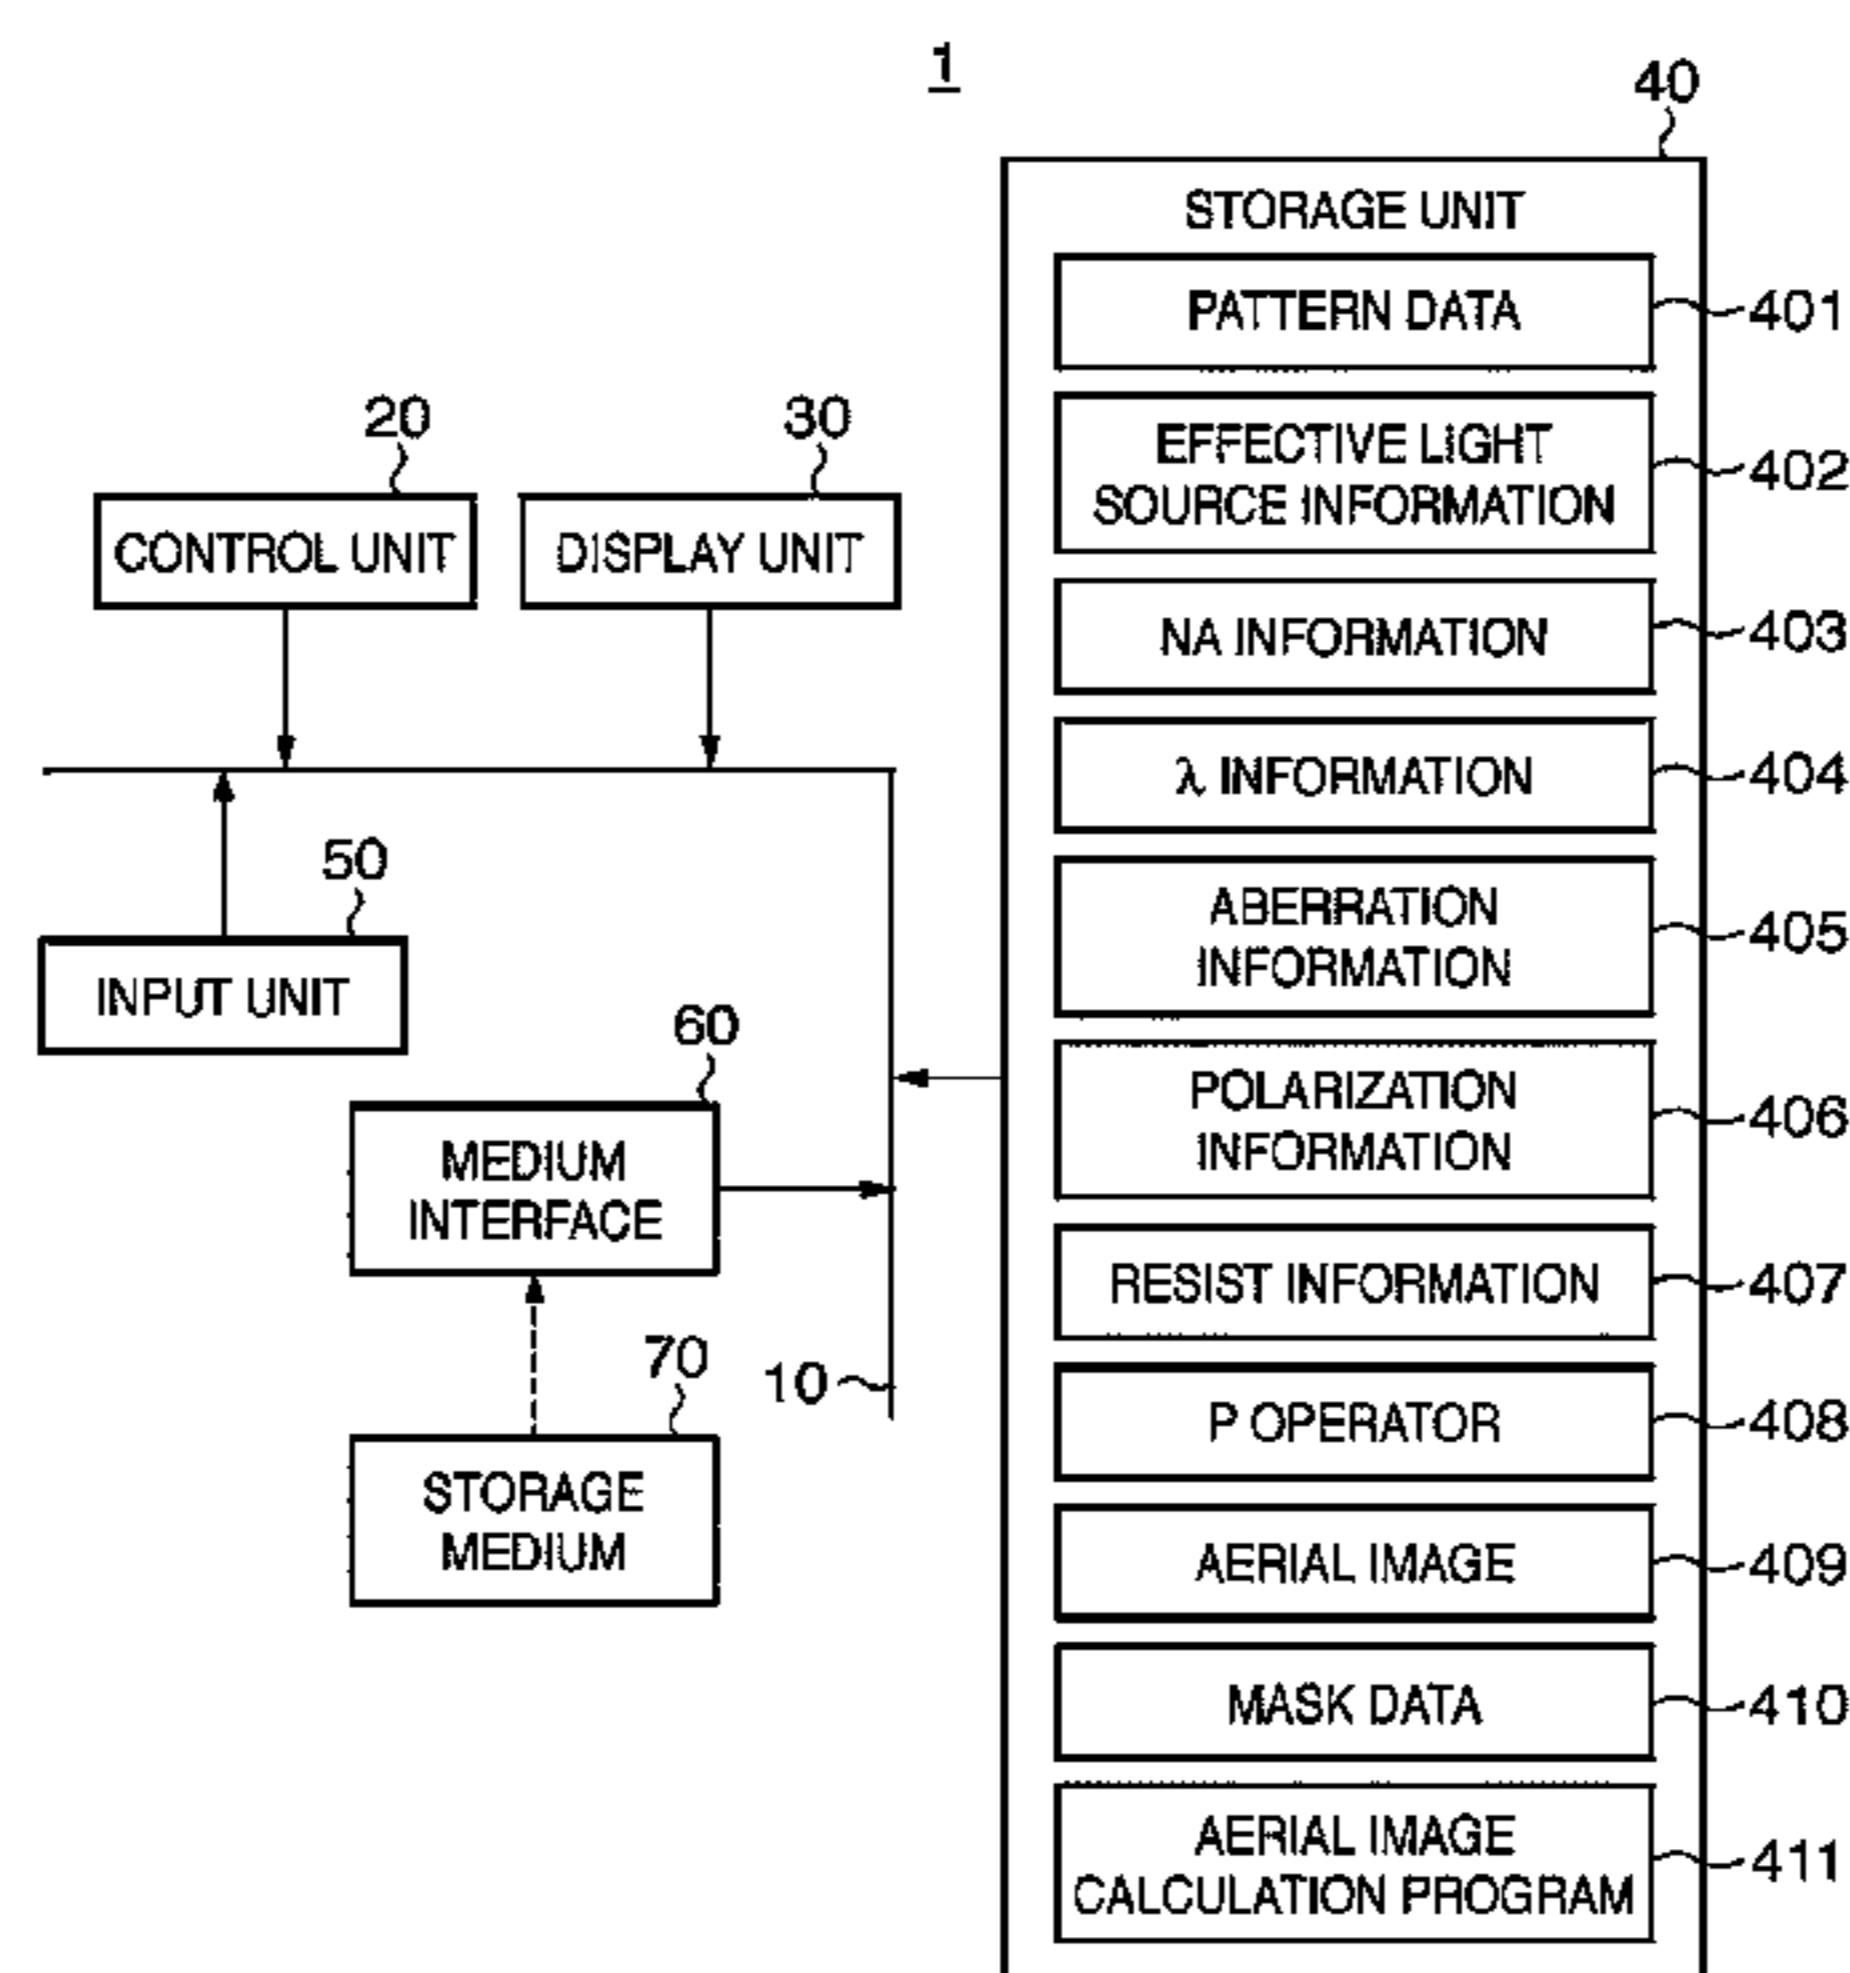 1
40
STORAGE UNIT
PATTERN DATA
401
EFFECTIVE LIGHT
SOURCE INFORMATION
402
NA INFORMATION
403
λ INFORMATION
404
ABERRATION
INFORMATION
405
POLARIZATION
INFORMATION
406
RESIST INFORMATION
407
P OPERATOR
408
AERIAL IMAGE
409
MASK DATA
410
AERIAL IMAGE
CALCULATION PROGRAM
411
20
CONTROL UNIT
30
DISPLAY UNIT
50
INPUT UNIT
60
MEDIUM
INTERFACE
70
STORAGE
MEDIUM
10